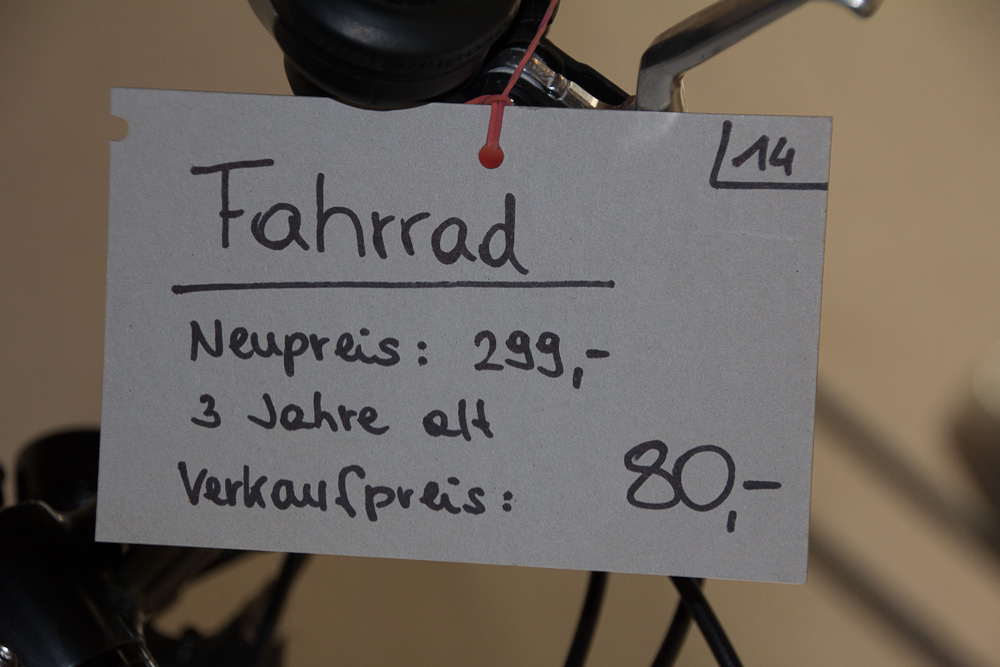 14
Fahrrad
Neupreis: 299,-
3 Jahre alt
Verkaufpreis: 80,-